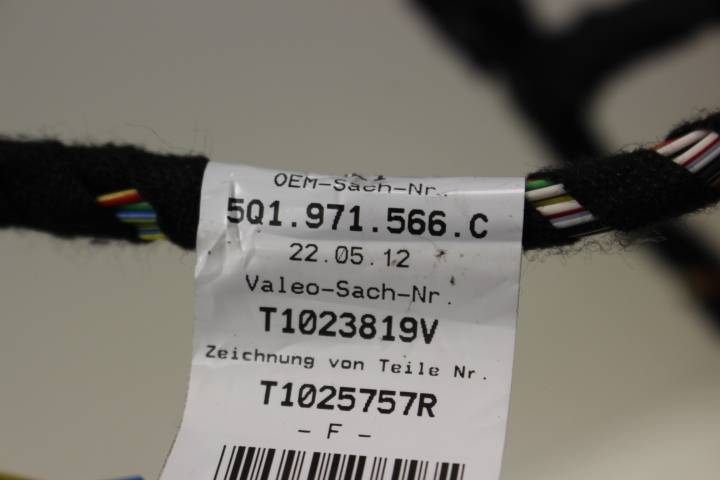 OEM-Sach-Nr.
5Q1.971.566.C
22.05.12
Valeo-Sach-Nr.
T1023819V
Zeichnung von Teile Nr.
T1025757R
- F -